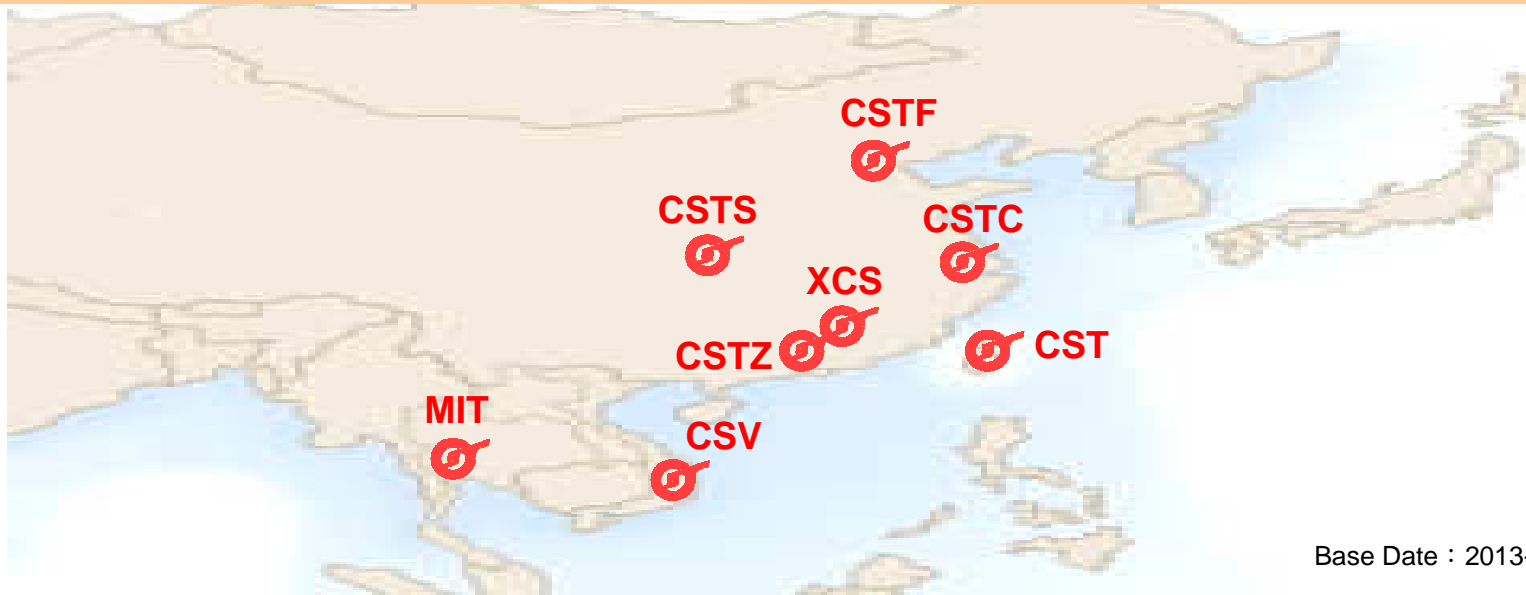 CSTF
CSTS
CSTC
XCS
CSTZ
CST
MIT
CSV
Base Date：2013-